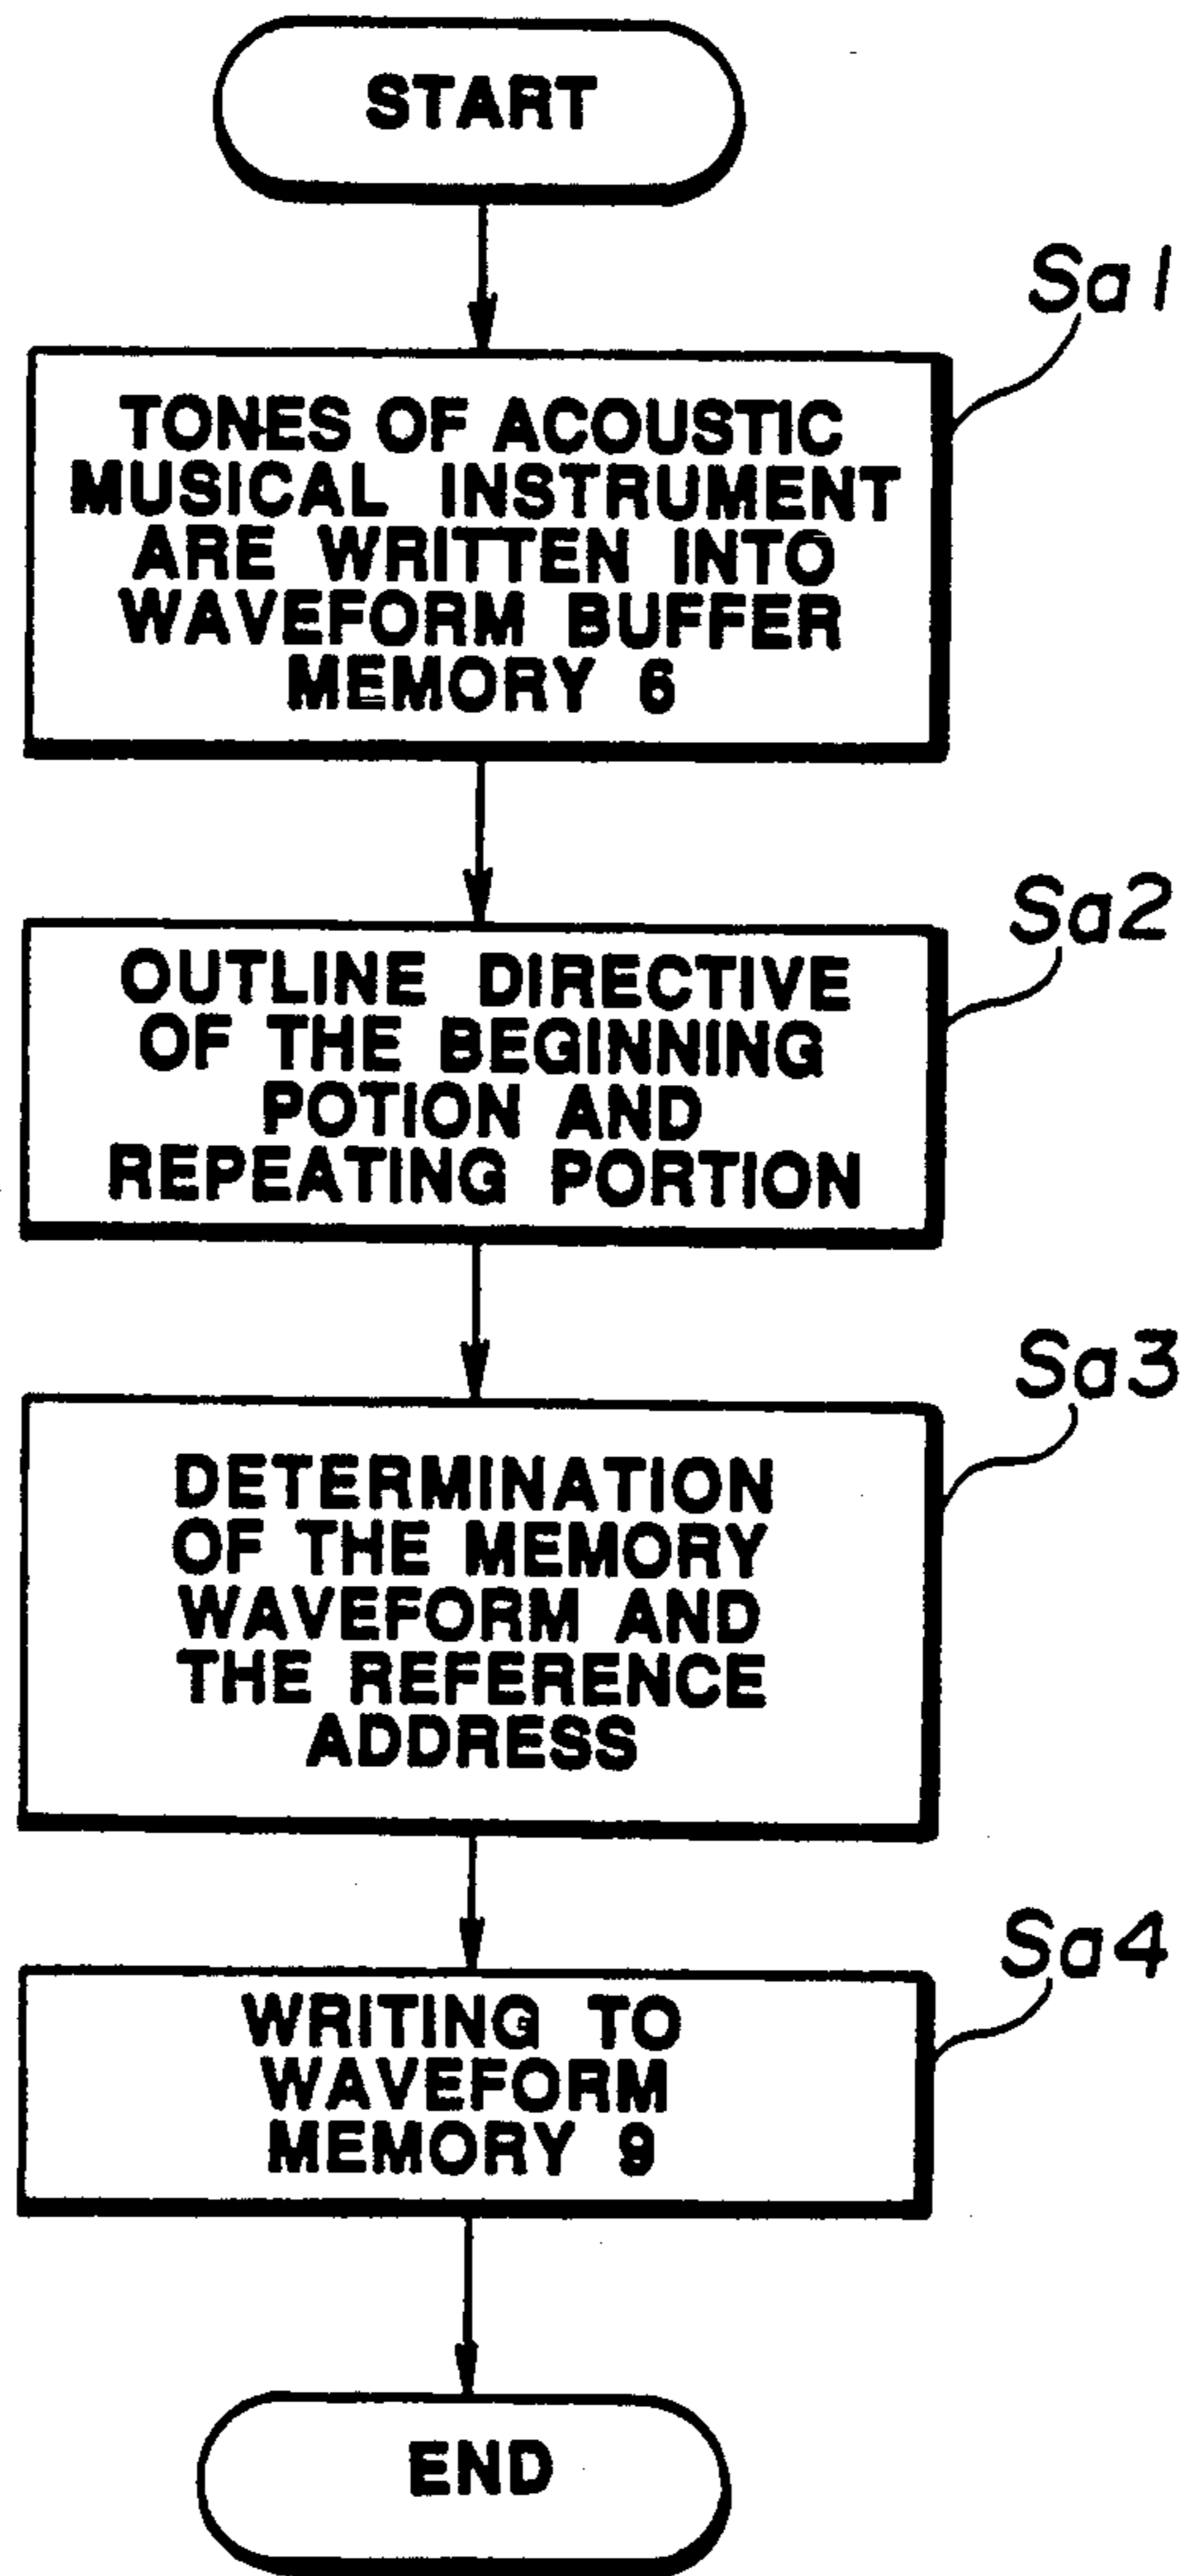 START
Sa1
TONES OF ACOUSTIC
MUSICAL INSTRUMENT
ARE WRITTEN INTO
WAVEFORM BUFFER
MEMORY 6
Sa2
OUTLINE DIRECTIVE
OF THE BEGINNING
POTION AND
REPEATING PORTION
Sa3
DETERMINATION
OF THE MEMORY
WAVEFORM AND
THE REFERENCE
ADDRESS
Sa4
WRITING TO
WAVEFORM
MEMORY 9
END